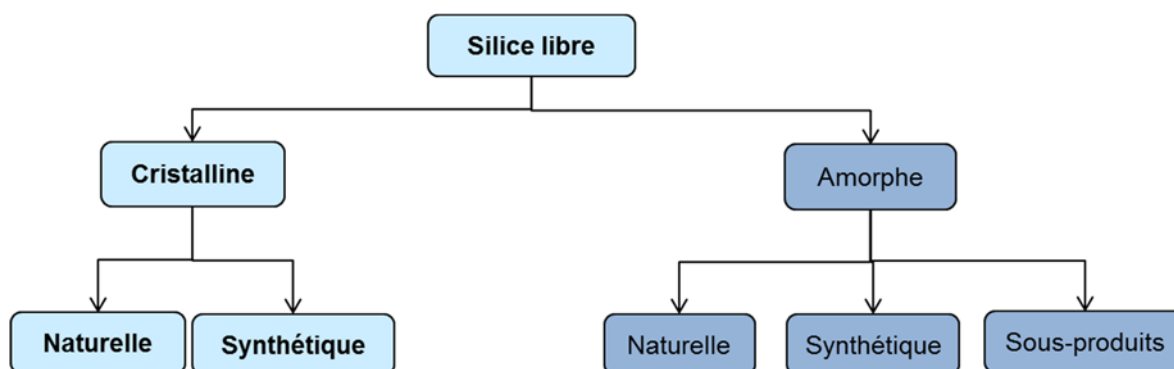 Silice libre
Cristalline
Amorphe
Naturelle
Synthétique
Naturelle
Synthétique
Sous-produits